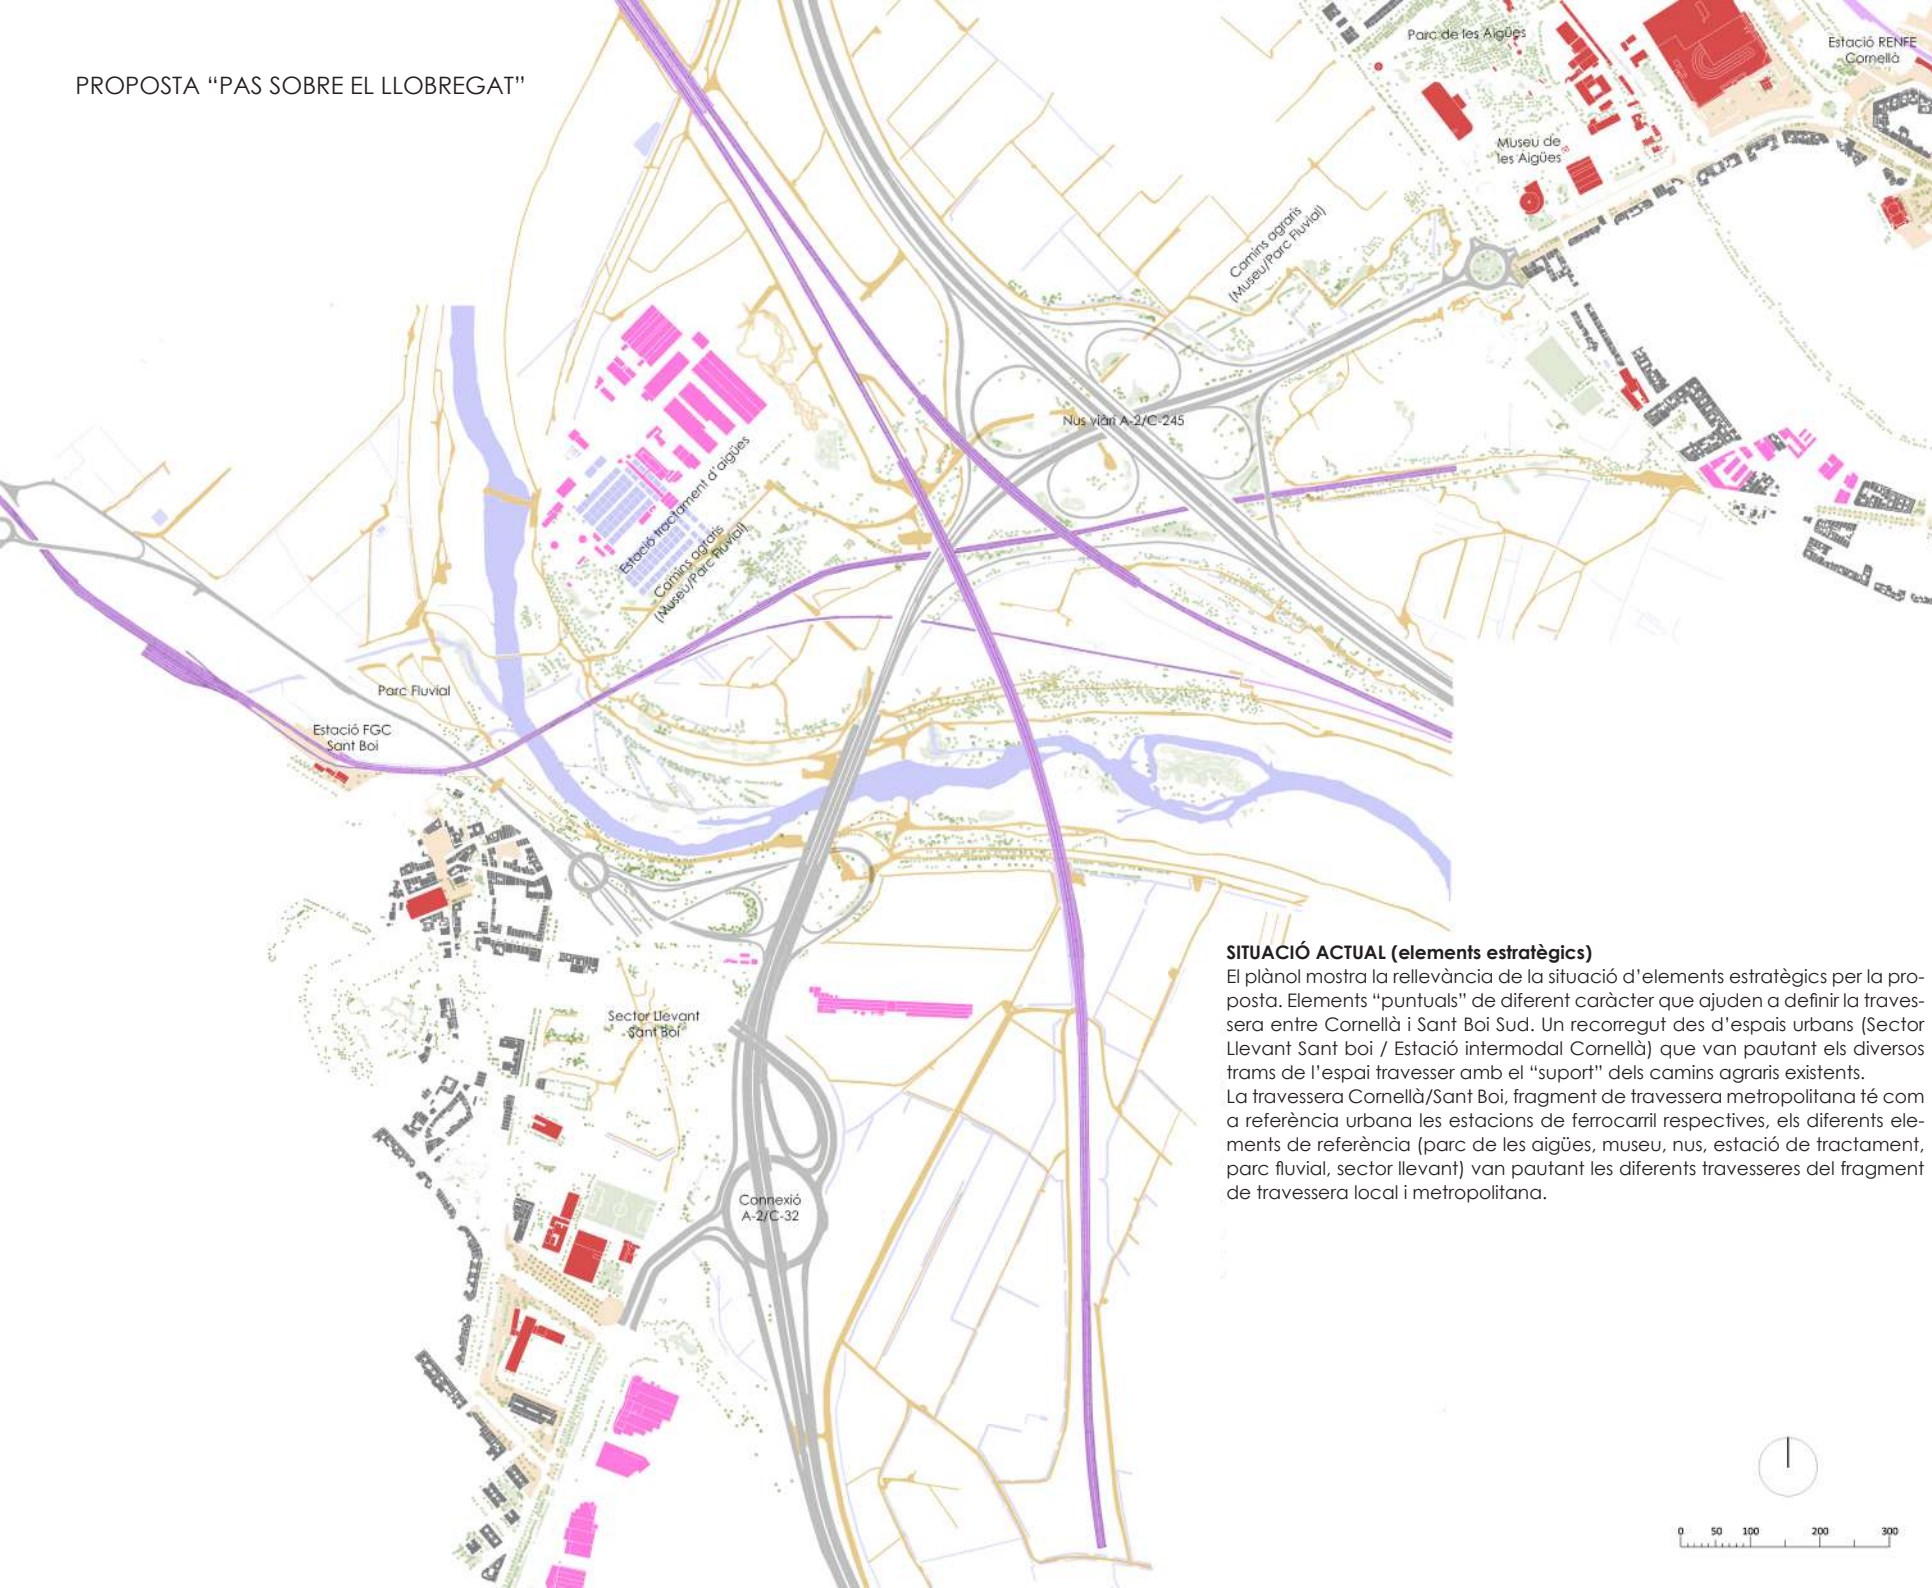 PROPOSTA “PAS SOBRE EL LLOBREGAT”
Parc de les Aigües
Estació RENFE
Cornellà
Museu de
les Aigües
Camins agraris
(Museu/Parc Fluvial)
Nus viari A-2/C-245
Estació tractament d’aigües
Camins agraris
(Museu/Parc Fluvial)
Parc Fluvial
Estació FGC
Sant Boi
Sector Llevant
Sant Boi
Connexió
A-2/C-32
SITUACIÓ ACTUAL (elements estratègics)
El plànol mostra la rellevància de la situació d’elements estratègics per la pro-
posta. Elements “puntuals” de diferent caràcter que ajuden a definir la traves-
sera entre Cornellà i Sant Boi Sud. Un recorregut des d’espais urbans (Sector
Llevant Sant boi / Estació intermodal Cornellà) que van pautant els diversos
trams de l’espai travesser amb el “suport” dels camins agraris existents.
La travessera Cornellà/Sant Boi, fragment de travessera metropolitana té com
a referència urbana les estacions de ferrocarril respectives, els diferents ele-
ments de referència (parc de les aigües, museu, nus, estació de tractament,
parc fluvial, sector llevant) van pautant les diferents travesseres del fragment
de travessera local i metropolitana.
0 50 100 200 300